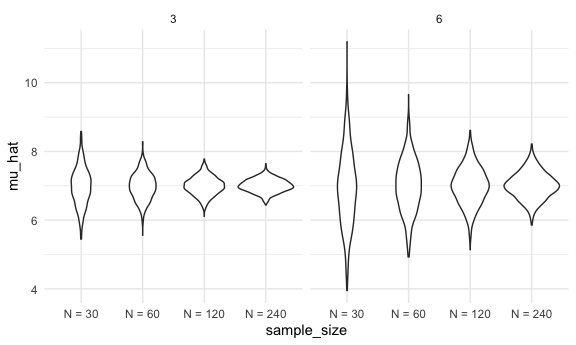 3 6
mu_hat
10
8
6
4
N = 30 N = 60 N = 120 N = 240 N = 30 N = 60 N = 120 N = 240
sample_size